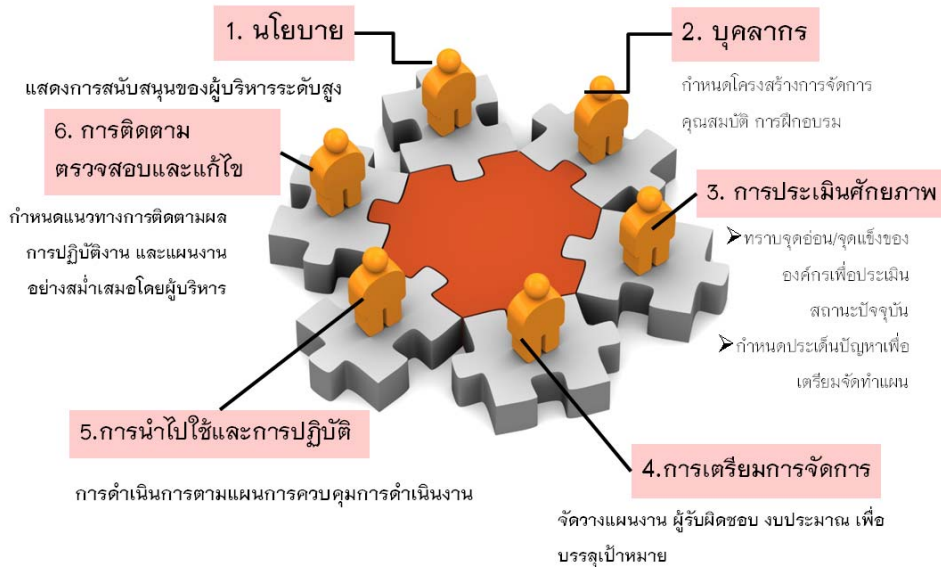 1. นโยบาย
แสดงการสนับสนุนของผู้บริหารระดับสูง
2. บุคลากร
กำหนดโครงสร้างการจัดการ
คุณสมบัติ การฝึกอบรม
3. การประเมินศักยภาพ
➢ทราบจุดอ่อน/จุดแข็งของ
องค์กรเพื่อประเมิน
สถานะปัจจุบัน
➢กำหนดประเด็นปัญหาเพื่อ
เตรียมจัดทำแผน
4.การเตรียมการจัดการ
จัดวางแผนงาน ผู้รับผิดชอบ งบประมาณ เพื่อ
บรรลุเป้าหมาย
5.การนำไปใช้และการปฏิบัติ
การดำเนินการตามแผนการควบคุมการดำเนินงาน
6. การติดตาม
ตรวจสอบและแก้ไข
กำหนดแนวทางการติดตามผล
การปฏิบัติงาน และแผนงาน
อย่างสม่ำเสมอโดยผู้บริหาร